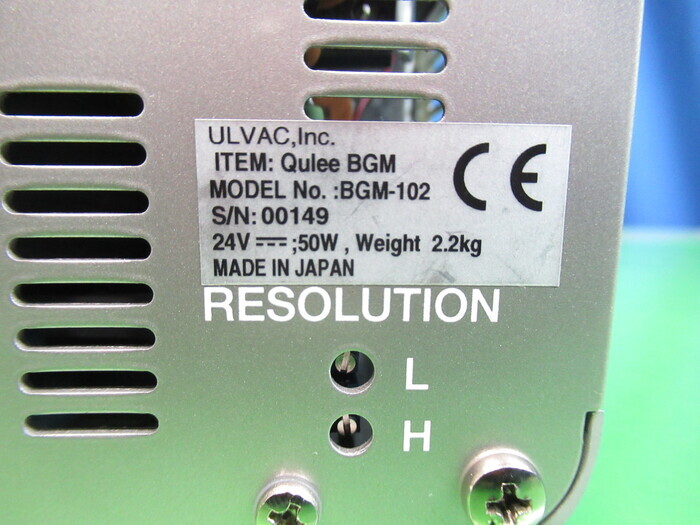 ULVAC,Inc.
ITEM: Qulee BGM
MODEL No. :BGM-102
S/N: 00149
24V ⎓;50W , Weight 2.2kg
MADE IN JAPAN
CE
RESOLUTION
L
H